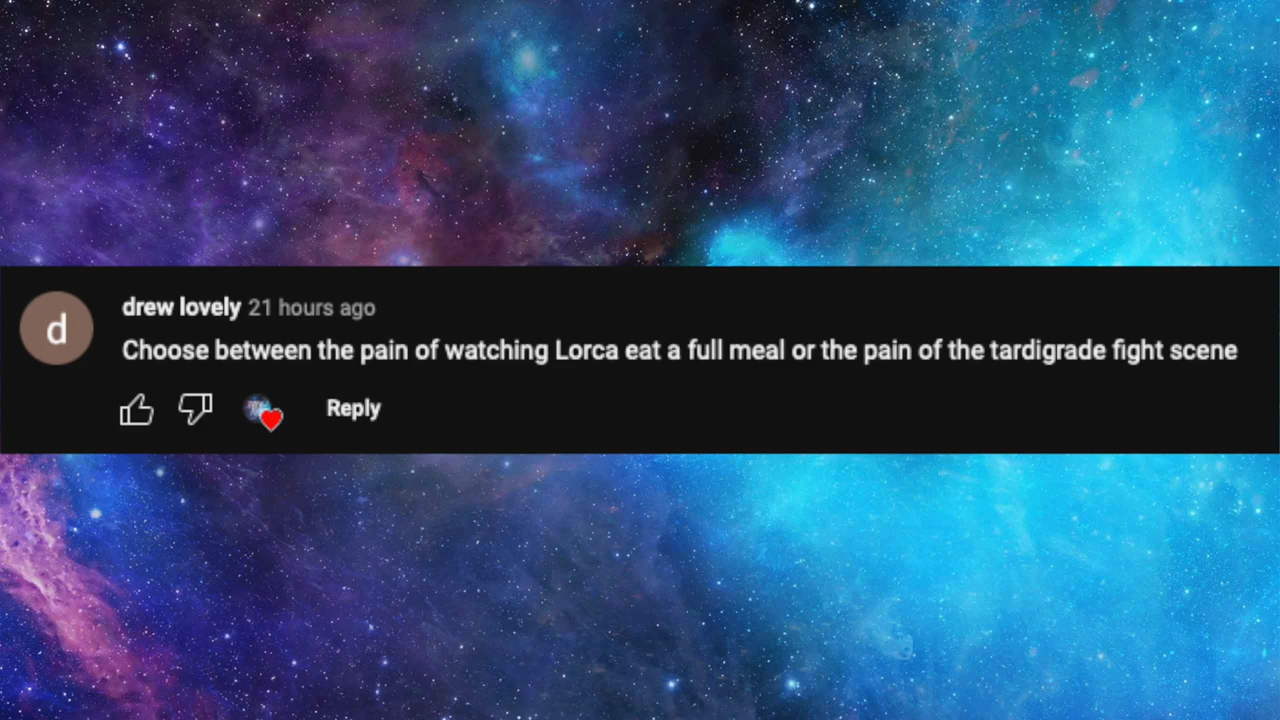 d
drew lovely 21 hours ago
Choose between the pain of watching Lorca eat a full meal or the pain of the tardigrade fight scene
Reply